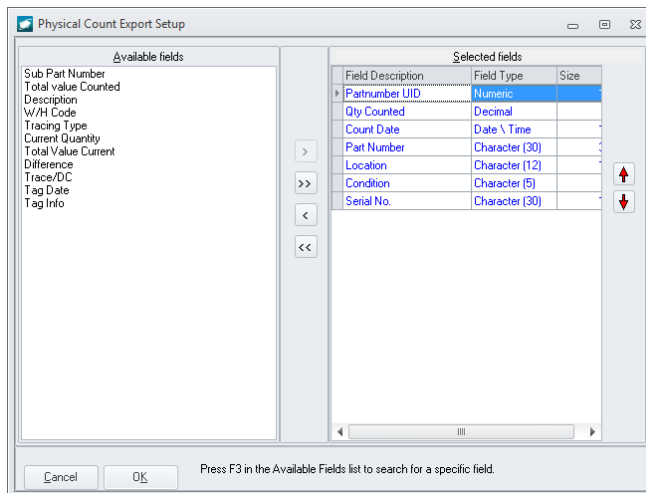 Physical Count Export Setup
Available fields
Sub Part Number
Total value Counted
Description
W/H Code
Tracing Type
Current Quantity
Total Value Current
Difference
Trace/DC
Tag Date
Tag Info
>
>>
<
<<
Selected fields
Field Description Field Type Size
Partnumber UID Numeric
Qty Counted Decimal
Count Date Date \ Time
Part Number Character (30)
Location Character (12)
Condition Character (5)
Serial No. Character (30)
Cancel OK Press F3 in the Available Fields list to search for a specific field.